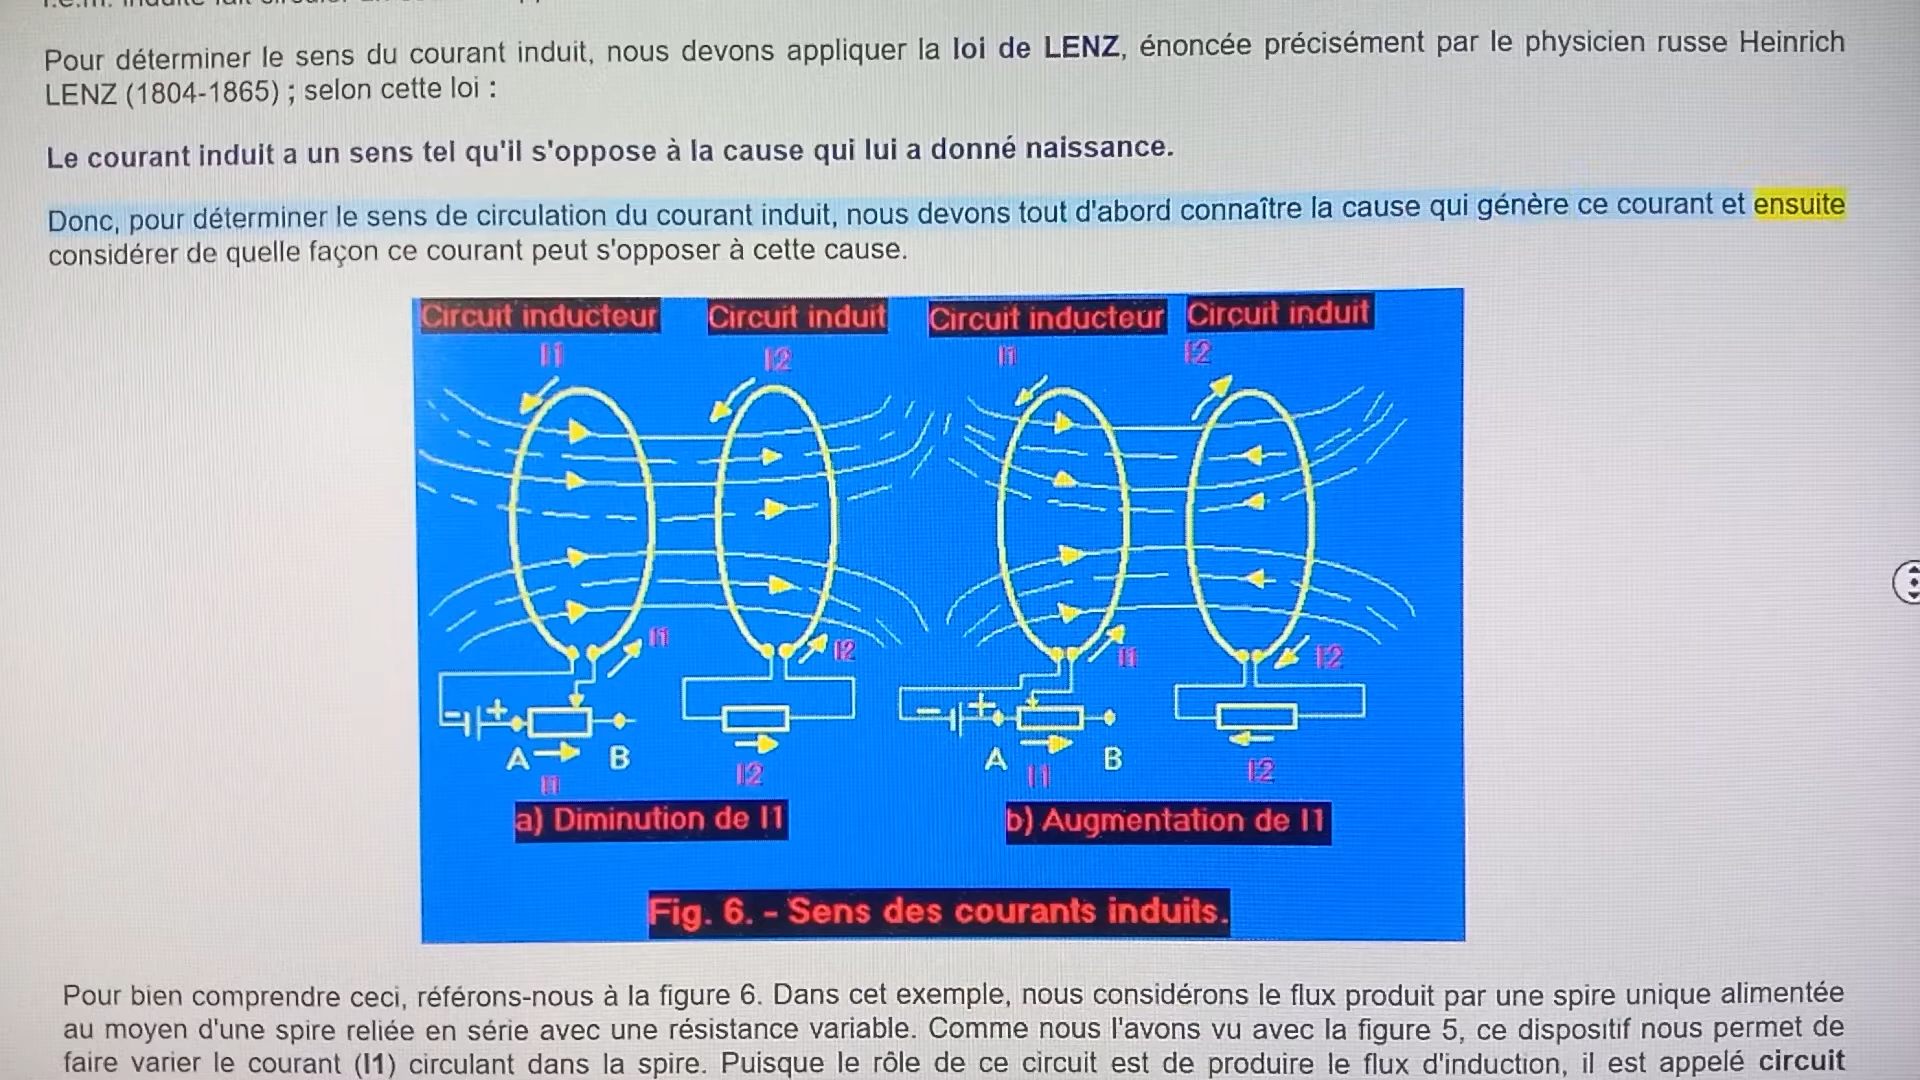 Pour déterminer le sens du courant induit, nous devons appliquer la loi de LENZ, énoncée précisément par le physicien russe Heinrich
LENZ (1804-1865) ; selon cette loi :
Le courant induit a un sens tel qu'il s'oppose à la cause qui lui a donné naissance.
Donc, pour déterminer le sens de circulation du courant induit, nous devons tout d'abord connaître la cause qui génère ce courant et ensuite
considérer de quelle façon ce courant peut s'opposer à cette cause.
Circuit inducteur Circuit induit Circuit inducteur Circuit induit
I1 I2 I1 I2
I1 I2 I1 I2
- + - +
A B A B
I1 I2 I1 I2
a) Diminution de I1 b) Augmentation de I1
Fig. 6. - Sens des courants induits.
Pour bien comprendre ceci, référons-nous à la figure 6. Dans cet exemple, nous considérons le flux produit par une spire unique alimentée
au moyen d'une spire reliée en série avec une résistance variable. Comme nous l'avons vu avec la figure 5, ce dispositif nous permet de
faire varier le courant (I1) circulant dans la spire. Puisque le rôle de ce circuit est de produire le flux d'induction, il est appelé circuit